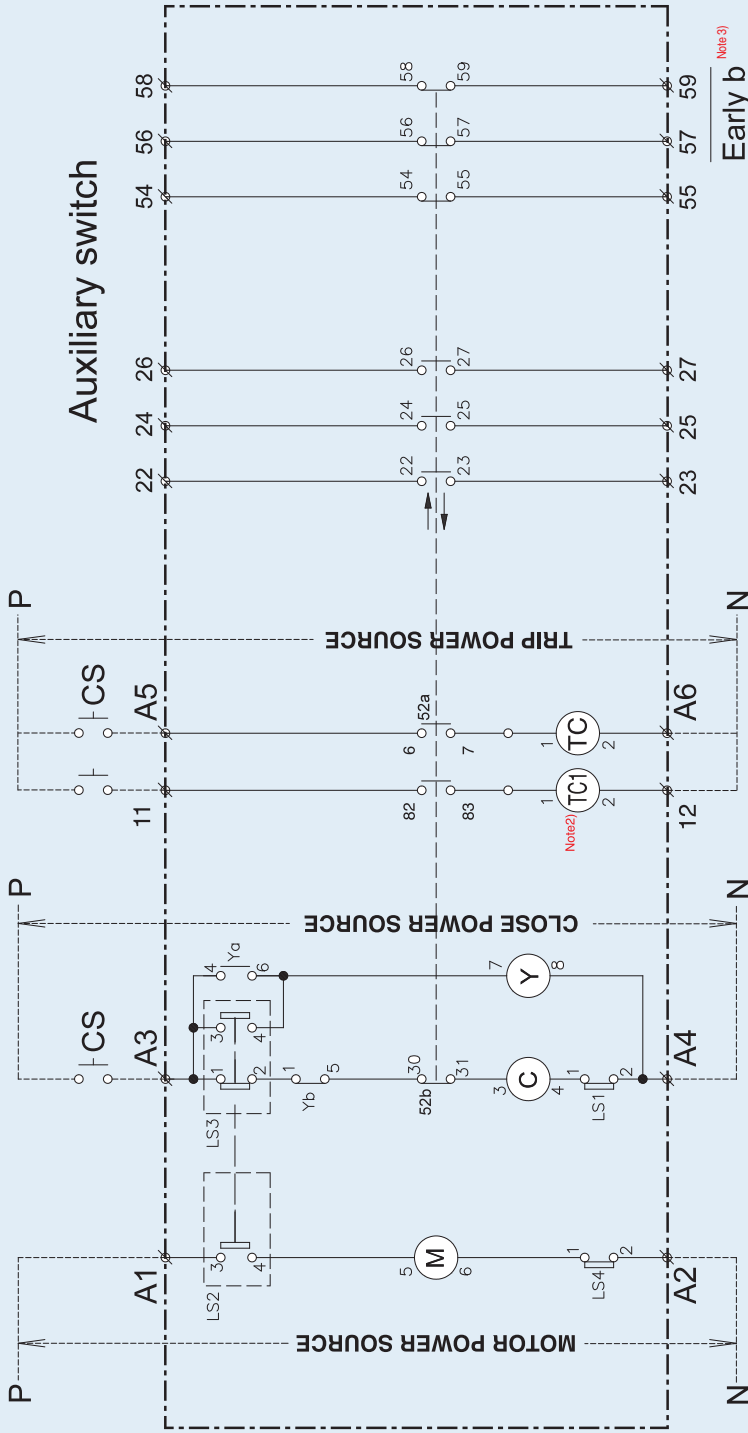 Auxiliary switch
P
P
P
CS
CS
A1
A3
11
A5
22
24
26
54
56
58
MOTOR POWER SOURCE
CLOSE POWER SOURCE
TRIP POWER SOURCE
LS2
3
4
LS3
1
2
3
4
4
6
Ya
1
5
Yb
30
31
52b
82
83
6
7
52a
22
23
24
25
26
27
54
55
56
57
58
59
5
M
6
3
C
4
7
Y
8
1
TC1
2
Note2)
1
TC
2
LS4
1
2
LS1
1
2
A2
A4
12
A6
23
25
27
55
57
59
N
N
N
Early b Note 3)